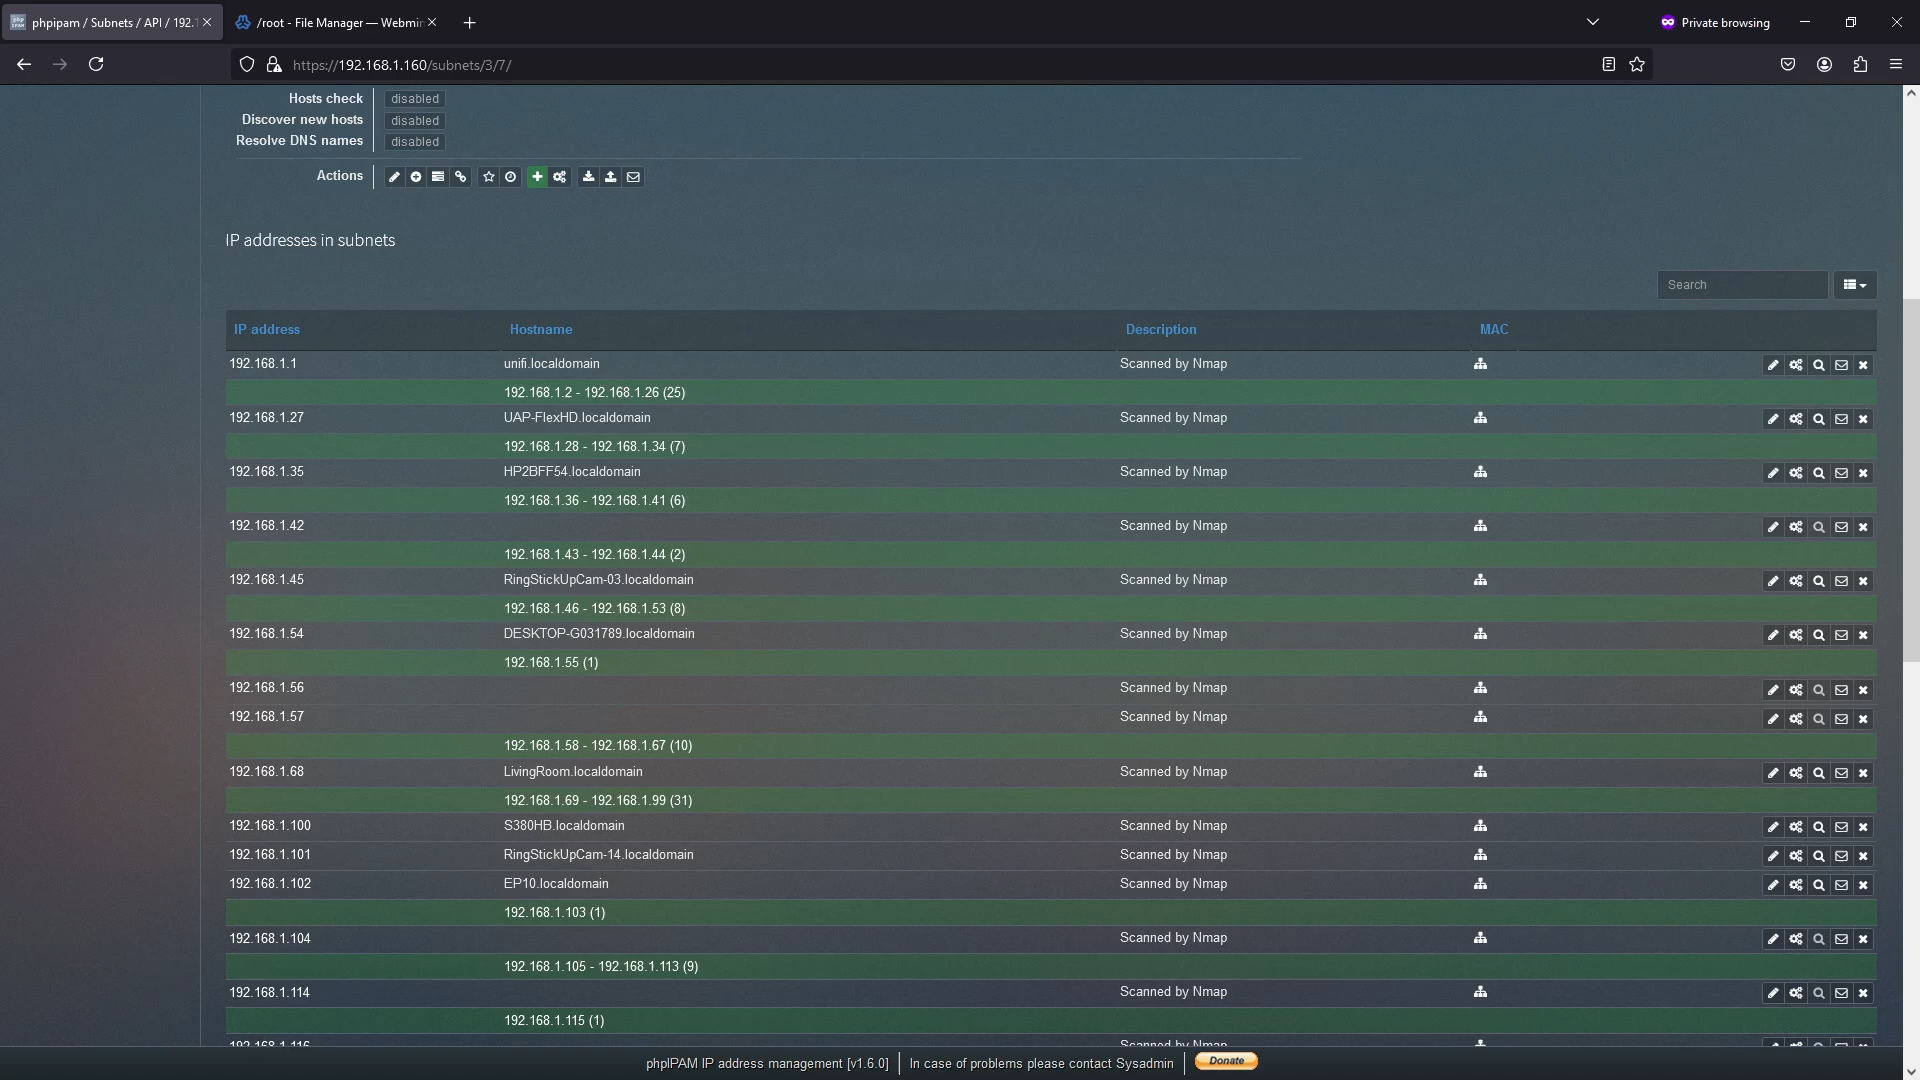 phpipam / Subnets / API / 192.1
/root - File Manager — Webmin
Private browsing
https://192.168.1.160/subnets/3/7/
Hosts check disabled
Discover new hosts disabled
Resolve DNS names disabled
Actions
IP addresses in subnets
Search
IP address Hostname Description MAC
192.168.1.1 unifi.localdomain Scanned by Nmap
192.168.1.2 - 192.168.1.26 (25)
192.168.1.27 UAP-FlexHD.localdomain Scanned by Nmap
192.168.1.28 - 192.168.1.34 (7)
192.168.1.35 HP2BFF54.localdomain Scanned by Nmap
192.168.1.36 - 192.168.1.41 (6)
192.168.1.42 Scanned by Nmap
192.168.1.43 - 192.168.1.44 (2)
192.168.1.45 RingStickUpCam-03.localdomain Scanned by Nmap
192.168.1.46 - 192.168.1.53 (8)
192.168.1.54 DESKTOP-G031789.localdomain Scanned by Nmap
192.168.1.55 (1)
192.168.1.56 Scanned by Nmap
192.168.1.57 Scanned by Nmap
192.168.1.58 - 192.168.1.67 (10)
192.168.1.68 LivingRoom.localdomain Scanned by Nmap
192.168.1.69 - 192.168.1.99 (31)
192.168.1.100 S380HB.localdomain Scanned by Nmap
192.168.1.101 RingStickUpCam-14.localdomain Scanned by Nmap
192.168.1.102 EP10.localdomain Scanned by Nmap
192.168.1.103 (1)
192.168.1.104 Scanned by Nmap
192.168.1.105 - 192.168.1.113 (9)
192.168.1.114 Scanned by Nmap
192.168.1.115 (1)
192.168.1.116 Scanned by Nmap
phpIPAM IP address management [v1.6.0] In case of problems please contact Sysadmin Donate